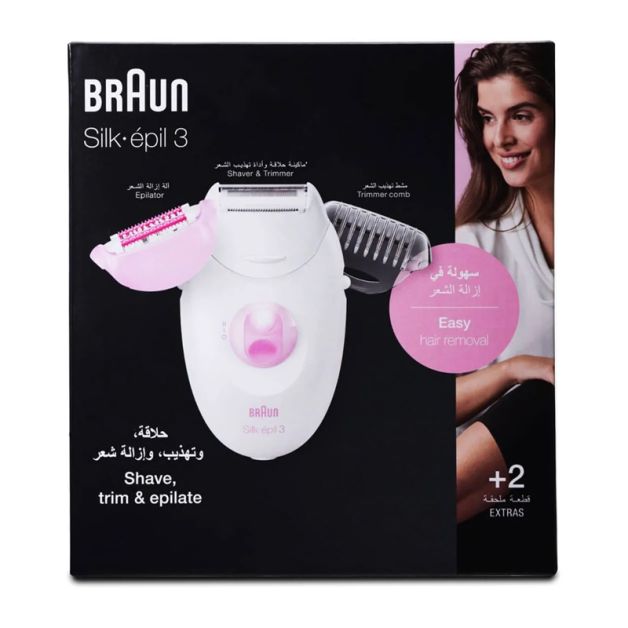 BRAUN
Silk·épil 3
ماكينة حلاقة وأداة تهذيب الشعر*
Shaver & Trimmer
آلة إزالة الشعر
Epilator
مشط تهذيب الشعر
Trimmer comb
سهولة في
إزالة الشعر
Easy
hair removal
BRAUN
Silk·épil 3
حلاقة،
وتهذيب، وإزالة شعر
Shave,
trim & epilate
+2
قطعة ملحقة
EXTRAS